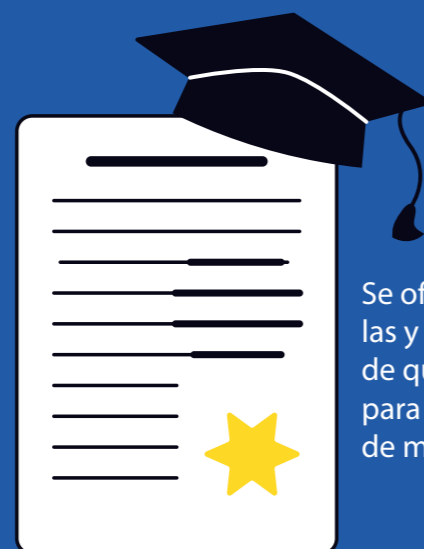 Se of
las y
de qu
para
de m